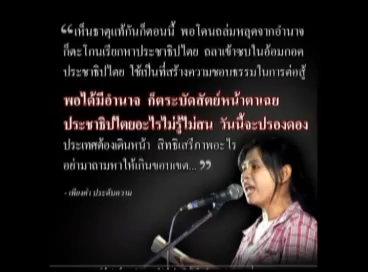 “เห็นธาตุแท้กันก็ตอนนี้ พอโดนถล่มหลุดจากอำนาจ
ก็ตะโกนเรียกหาประชาธิปไตย ถลาเข้าซบในอ้อมกอด
ประชาธิปไตย ใช้เป็นที่สร้างความชอบธรรมในการต่อสู้
พอได้มีอำนาจ ก็ตระบัดสัตย์หน้าตาเฉย
ประชาธิปไตยอะไรไม่รู้ไม่สน วันนี้จะปรองดอง
ประเทศต้องเดินหน้า สิทธิเสรีภาพอะไร
อย่ามาถามหาให้เกินขอบเขต...”
- เพียงคำ ประดับความ